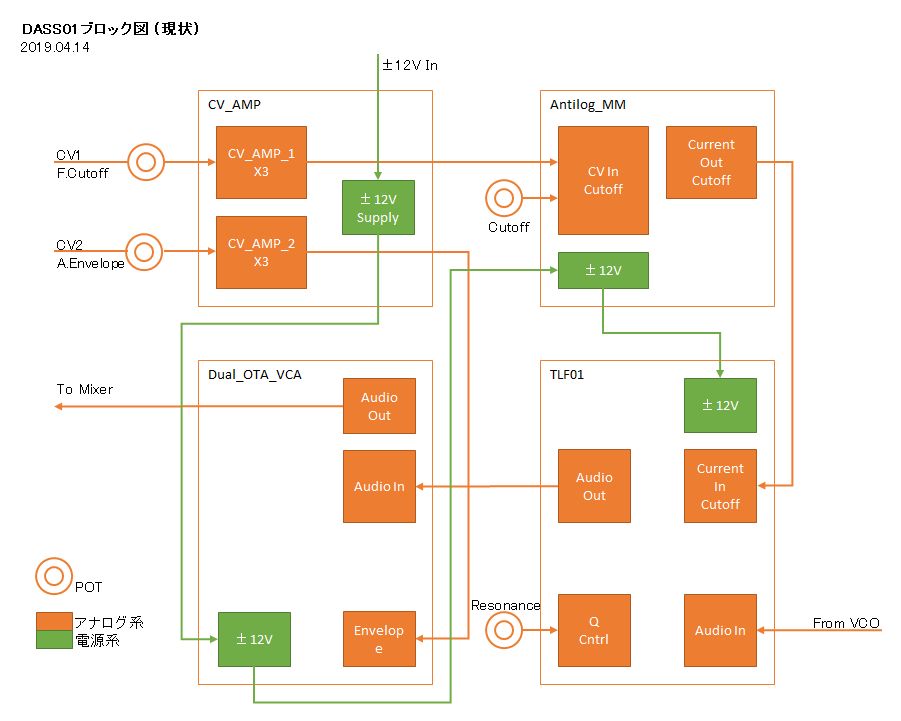 DASS01ブロック図（現状）
2019.04.14
±12V In
CV_AMP
CV1
F.Cutoff
CV_AMP_1
X3
±12V
Supply
CV2
A.Envelope
CV_AMP_2
X3
Antilog_MM
CV In
Cutoff
Current
Out
Cutoff
Cutoff
±12V
Dual_OTA_VCA
To Mixer
Audio
Out
Audio In
±12V
Envelop
e
TLF01
±12V
Audio
Out
Current
In
Cutoff
Resonance
Q
Cntrl
Audio In
From VCO
POT
アナログ系
電源系